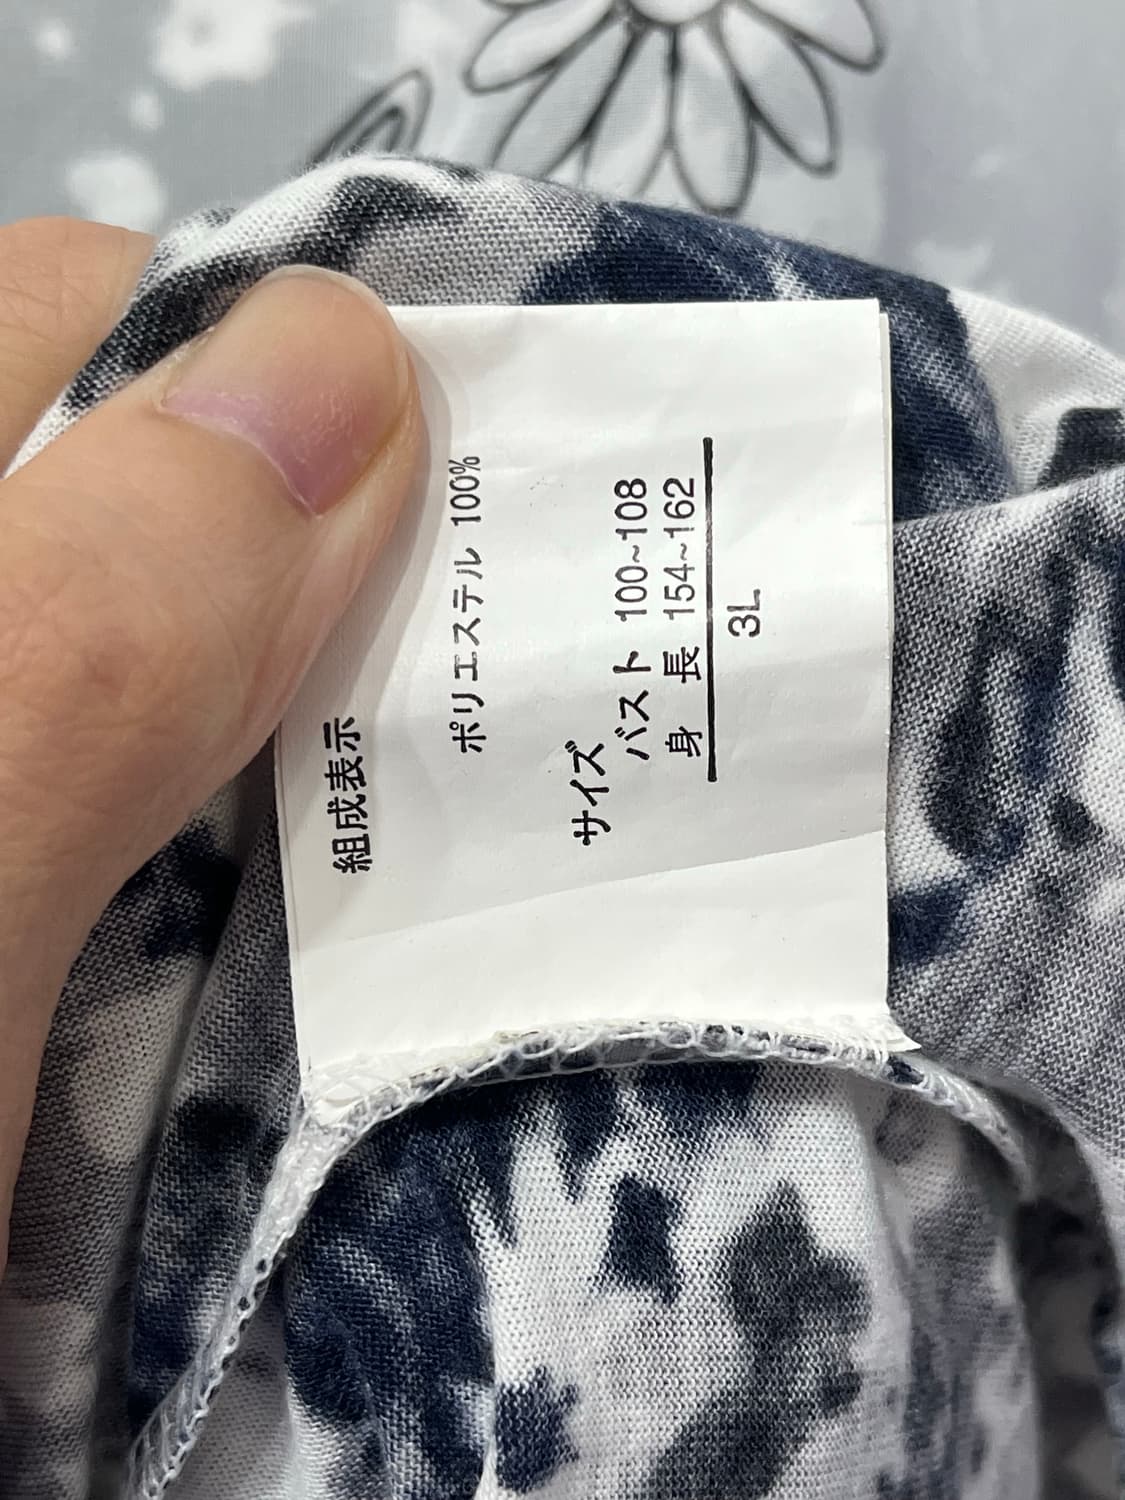 組成表示
ポリエステル 100%
サイズ
バスト 100~108
身 長 154~162
3L